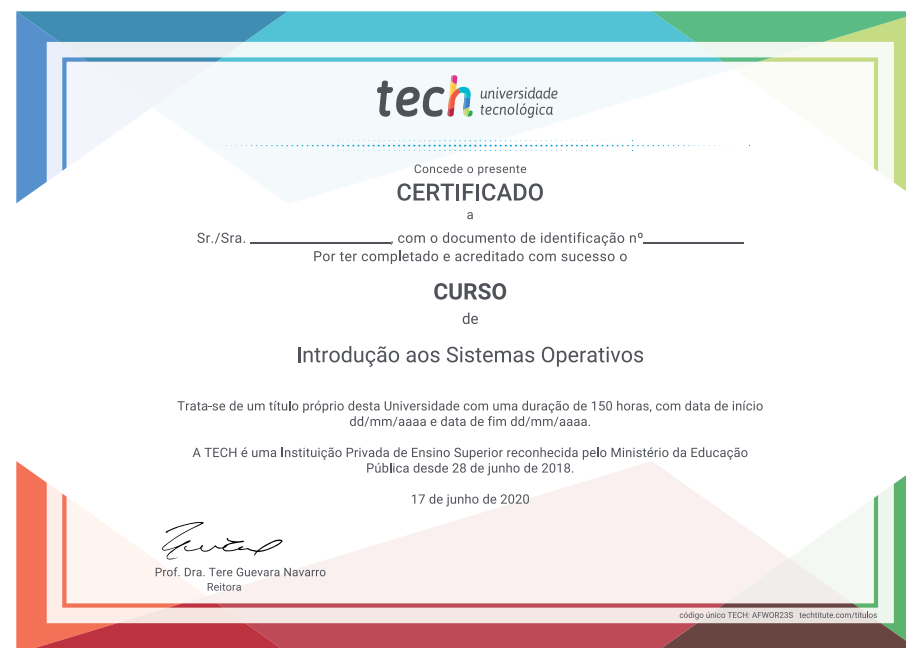 tech universidade
tecnológica
Concede o presente
CERTIFICADO
a
Sr./Sra. ____________________, com o documento de identificação nº______________
Por ter completado e acreditado com sucesso o
CURSO
de
Introdução aos Sistemas Operativos
Trata-se de um título próprio desta Universidade com uma duração de 150 horas, com data de início
dd/mm/aaaa e data de fim dd/mm/aaaa.
A TECH é uma Instituição Privada de Ensino Superior reconhecida pelo Ministério da Educação
Pública desde 28 de junho de 2018.
17 de junho de 2020
Prof. Dra. Tere Guevara Navarro
Reitora
código único TECH: AFWOR23S techtitute.com/titulos